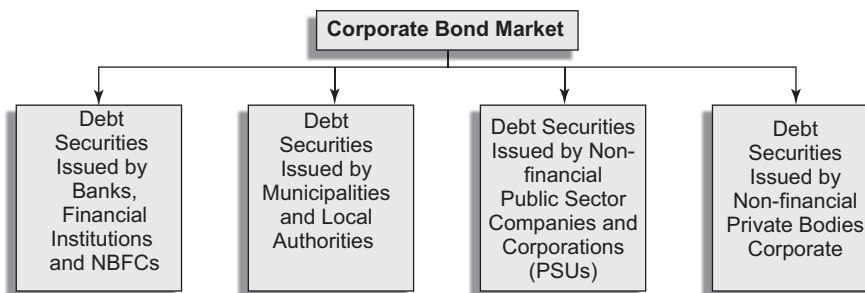 Corporate Bond Market
Debt
Securities
Issued by
Banks,
Financial
Institutions
and NBFCs
Debt
Securities
Issued by
Municipalities
and Local
Authorities
Debt Securities
Issued by Non-
financial
Public Sector
Companies and
Corporations
(PSUs)
Debt
Securities
Issued by
Non-financial
Private Bodies
Corporate